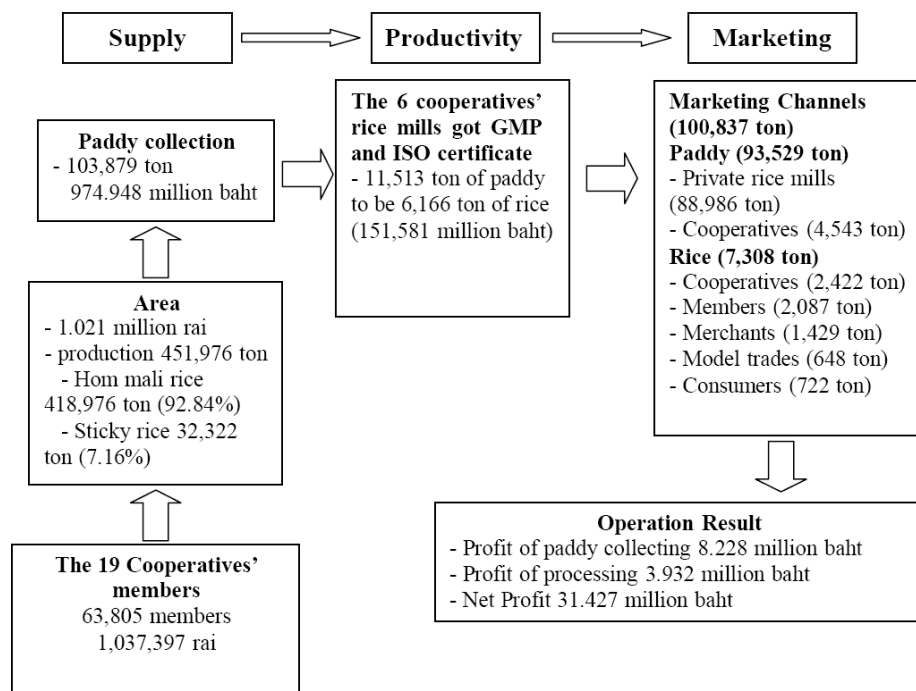 Supply
Productivity
Marketing
Paddy collection
- 103,879 ton
974.948 million baht
Area
- 1.021 million rai
- production 451,976 ton
- Hom mali rice
418,976 ton (92.84%)
- Sticky rice 32,322
ton (7.16%)
The 19 Cooperatives’
members
63,805 members
1,037,397 rai
The 6 cooperatives’
rice mills got GMP
and ISO certificate
- 11,513 ton of paddy
to be 6,166 ton of rice
(151,581 million baht)
Marketing Channels
(100,837 ton)
Paddy (93,529 ton)
- Private rice mills
(88,986 ton)
- Cooperatives (4,543 ton)
Rice (7,308 ton)
- Cooperatives (2,422 ton)
- Members (2,087 ton)
- Merchants (1,429 ton)
- Model trades (648 ton)
- Consumers (722 ton)
Operation Result
- Profit of paddy collecting 8.228 million baht
- Profit of processing 3.932 million baht
- Net Profit 31.427 million baht